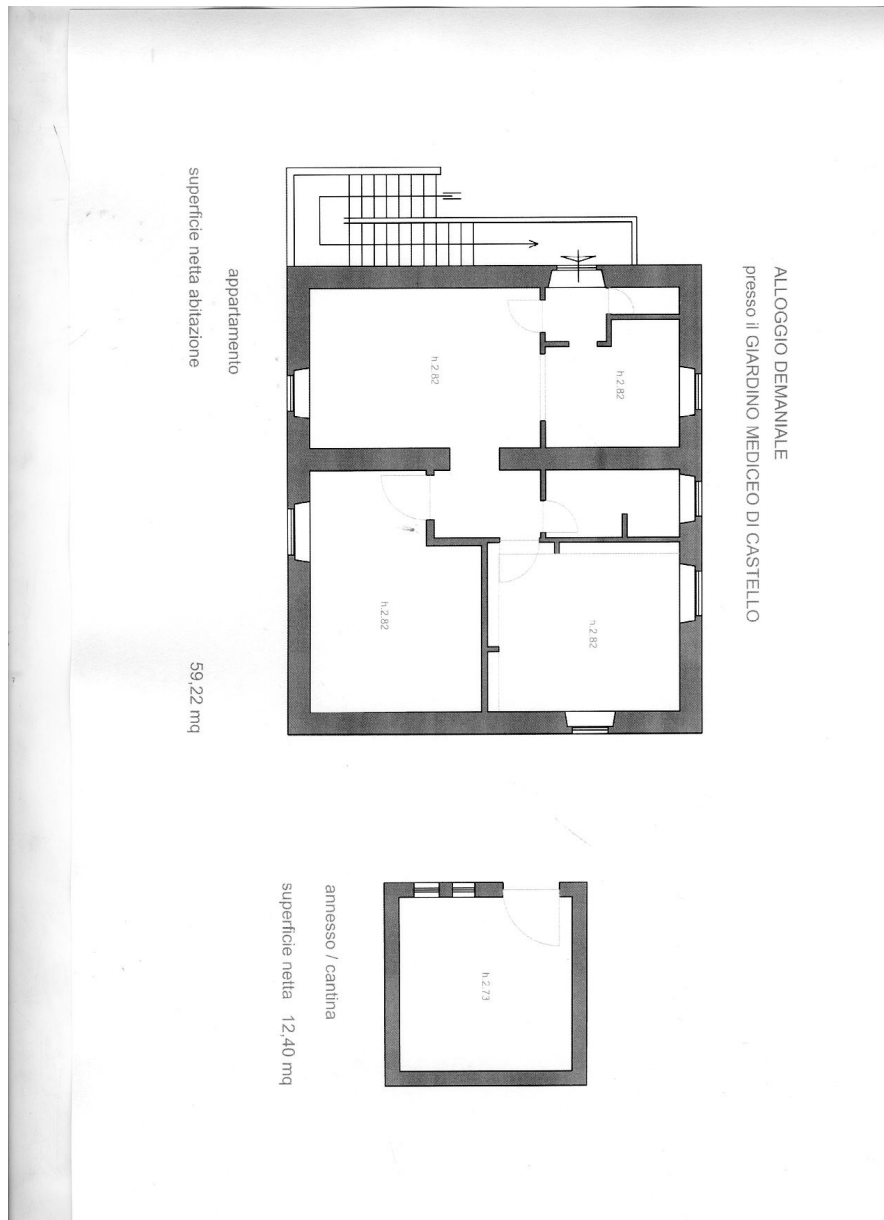 ALLOGGIO DEMANIALE
presso il GIARDINO MEDICEO DI CASTELLO
h.2.82
h.2.82
h.2.82
h.2.82
appartamento
superficie netta abitazione 59,22 mq
h.2.73
annesso / cantina
superficie netta 12,40 mq